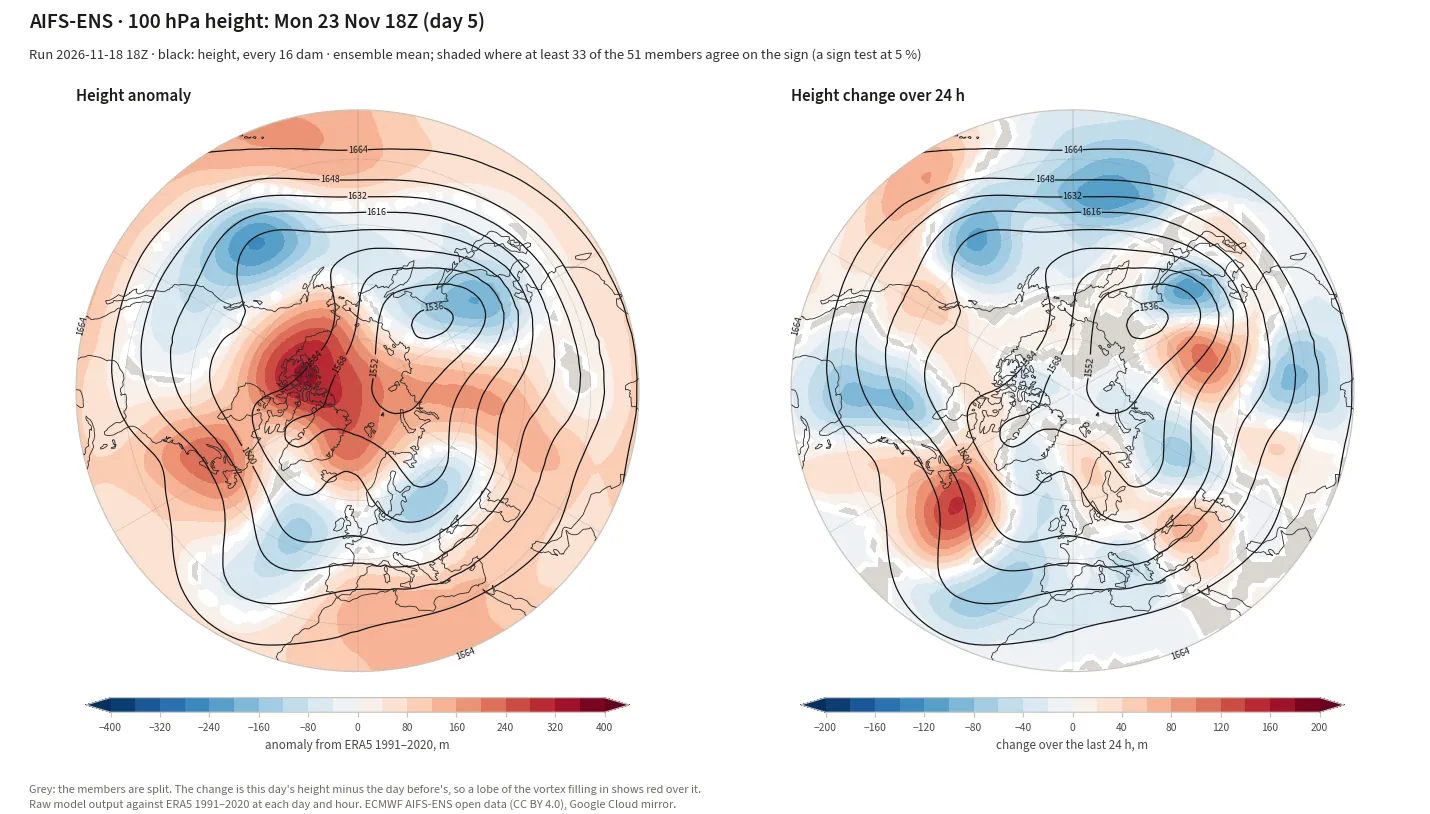 AIFS-ENS · 100 hPa height: Mon 23 Nov 18Z (day 5)
Run 2026-11-18 18Z · black: height, every 16 dam · ensemble mean; shaded where at least 33 of the 51 members agree on the sign (a sign test at 5 %)
Height anomaly
Height change over 24 h
1664
1648
1632
1616
1536
1664
1584
1568
1552
1600
1664
1664
1648
1632
1616
1536
1664
1584
1568
1552
1600
1664
−400 −320 −240 −160 −80 0 80 160 240 320 400
anomaly from ERA5 1991–2020, m
−200 −160 −120 −80 −40 0 40 80 120 160 200
change over the last 24 h, m
Grey: the members are split. The change is this day's height minus the day before's, so a lobe of the vortex filling in shows red over it.
Raw model output against ERA5 1991–2020 at each day and hour. ECMWF AIFS-ENS open data (CC BY 4.0), Google Cloud mirror.